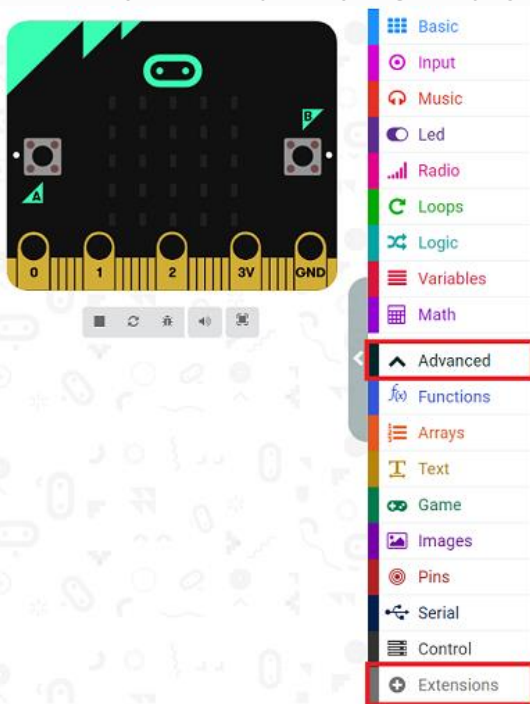 Basic
Input
Music
Led
Radio
Loops
Logic
Variables
Math
Advanced
f(x) Functions
Arrays
Text
Game
Images
Pins
Serial
Control
Extensions
B
A
0 1 2 3V GND